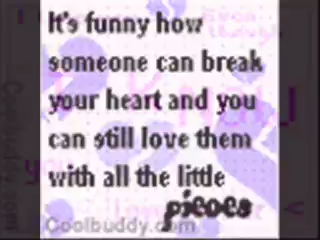 It's funny how
someone can break
your heart and you
can still love them
with all the little
pieces
Coolbuddy.com